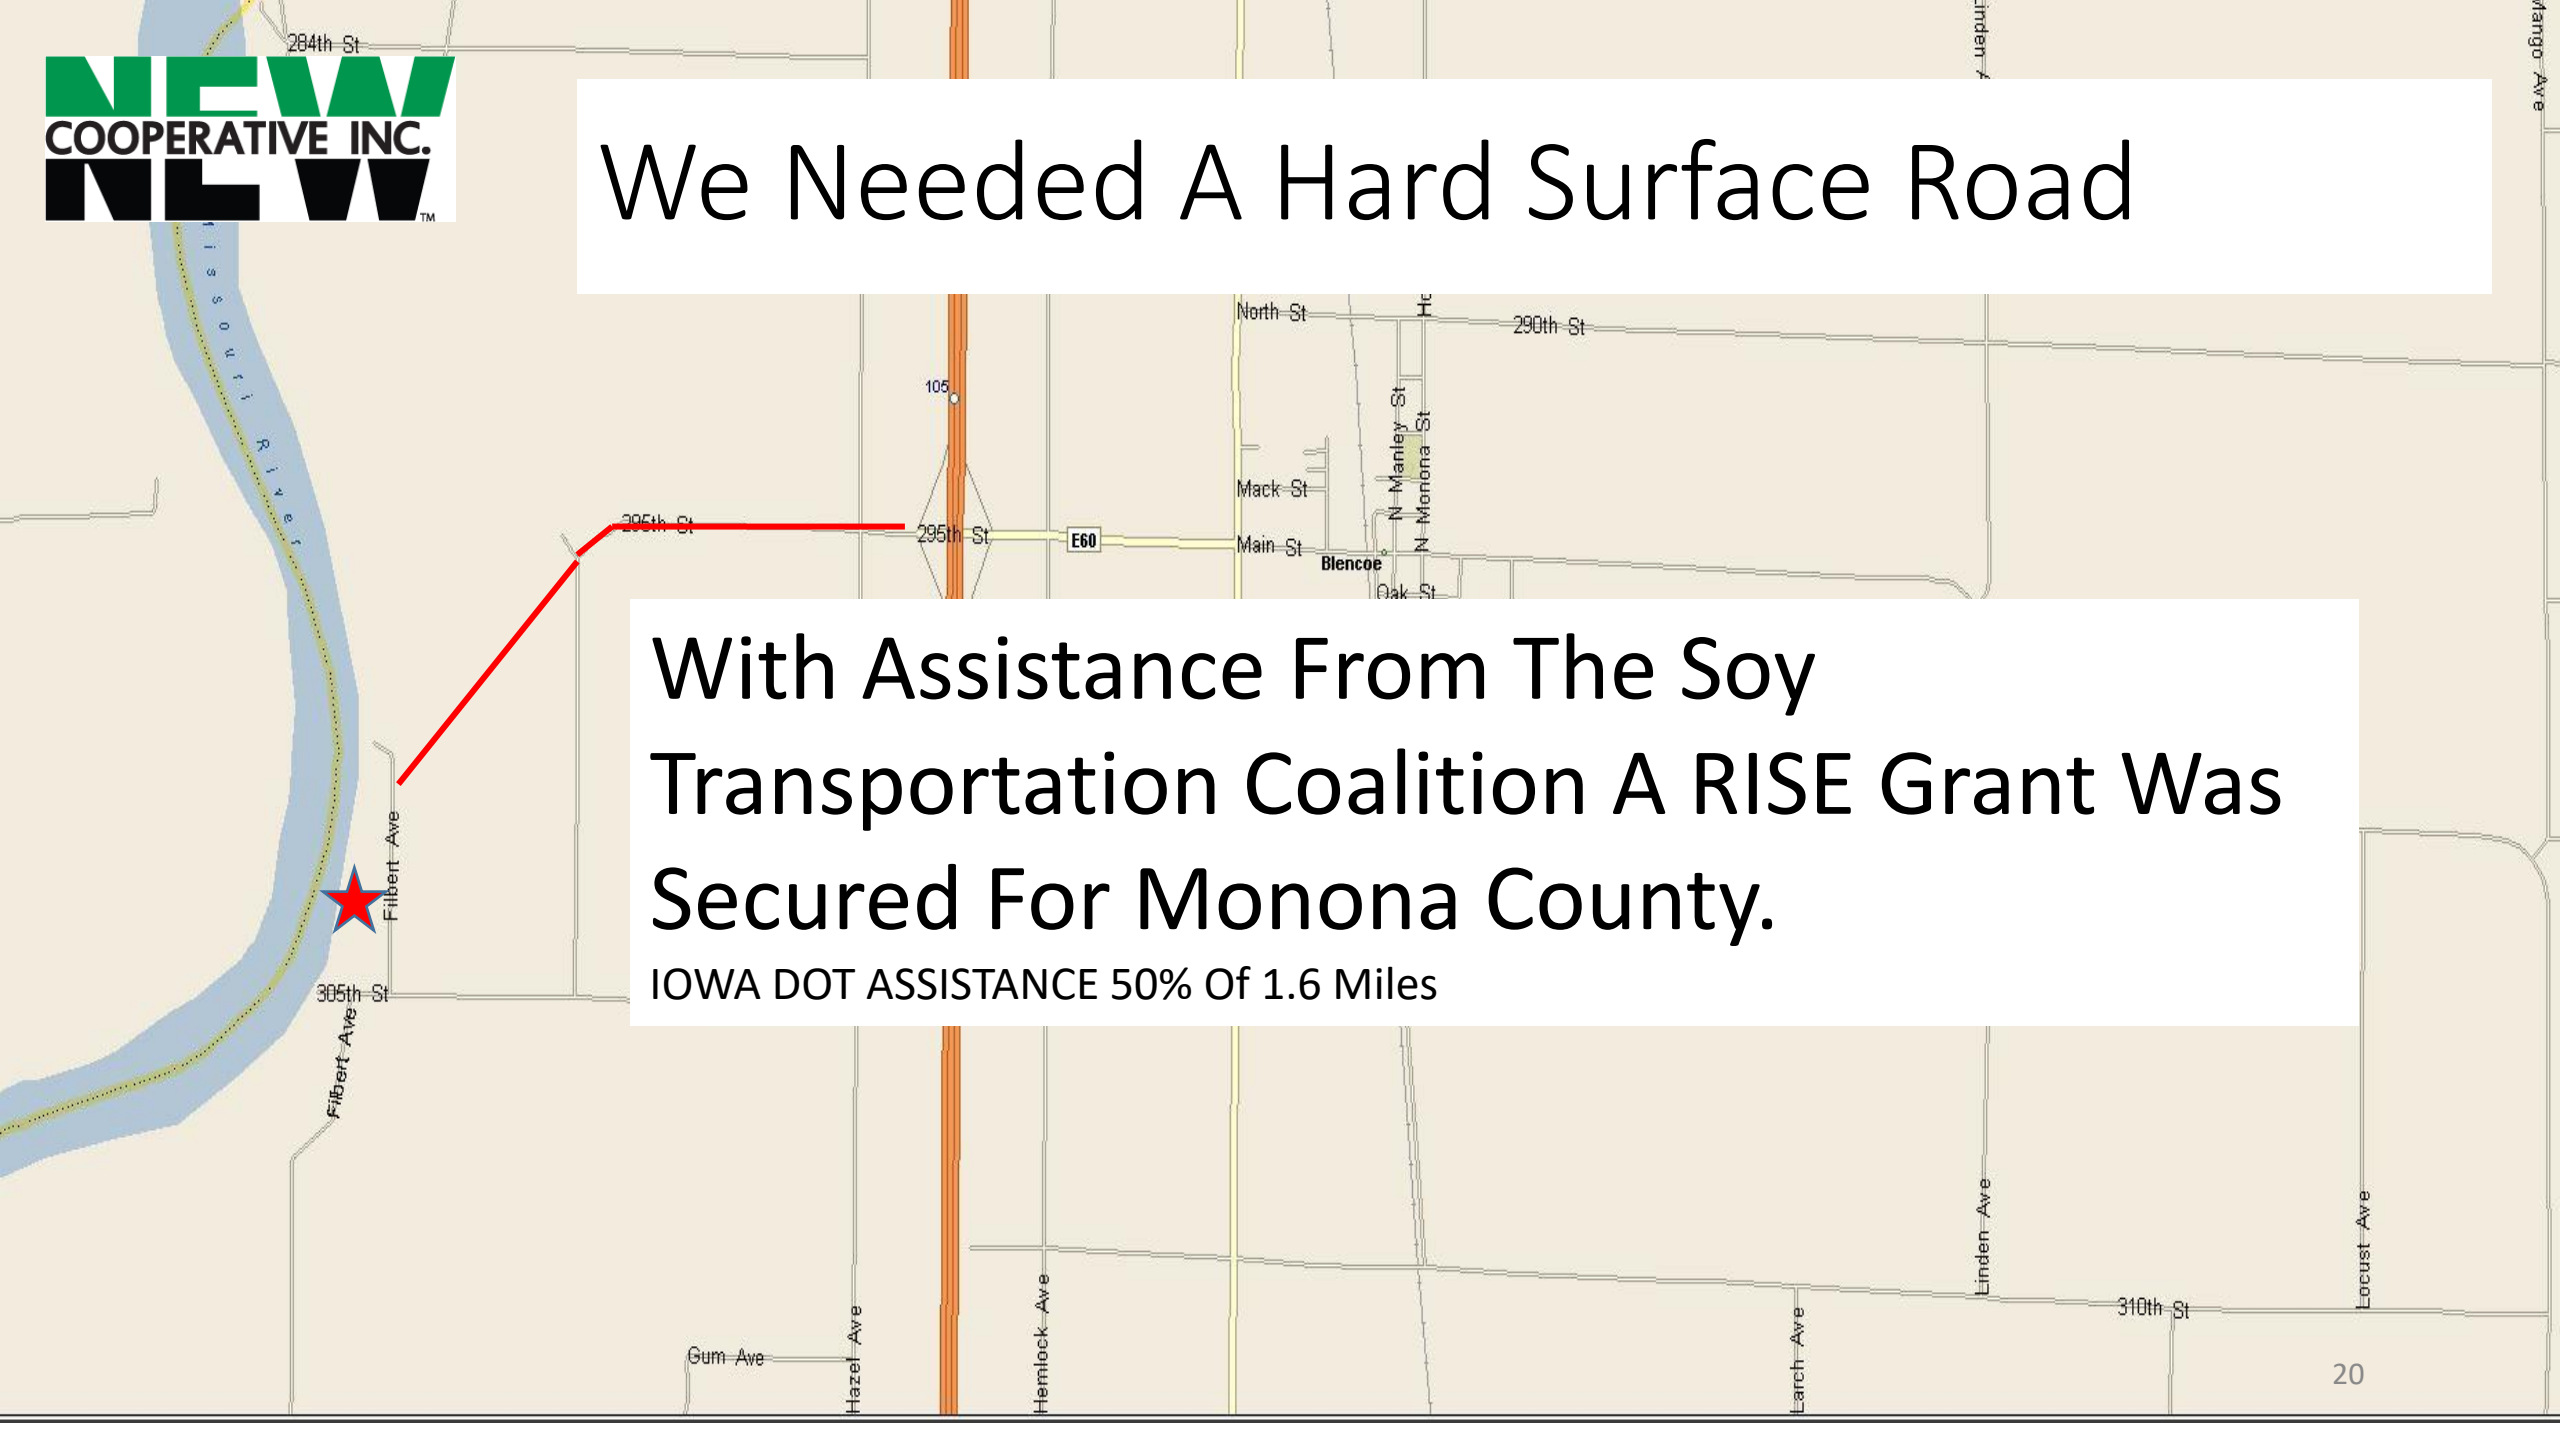 284th St
NEW
COOPERATIVE INC.
NEW
TM
We Needed A Hard Surface Road
Mango Ave
North St
290th St
Missouri River
105
N Manley St
N Monona St
Mack St
295th St
295th St
E60
Main St
Blencoe
Oak St
With Assistance From The Soy
Transportation Coalition A RISE Grant Was
Secured For Monona County.
IOWA DOT ASSISTANCE 50% Of 1.6 Miles
Filbert Ave
305th St
Filbert Ave
Linden Ave
Locust Ave
310th St
Hemlock Ave
Hazel Ave
Larch Ave
Gum Ave
20